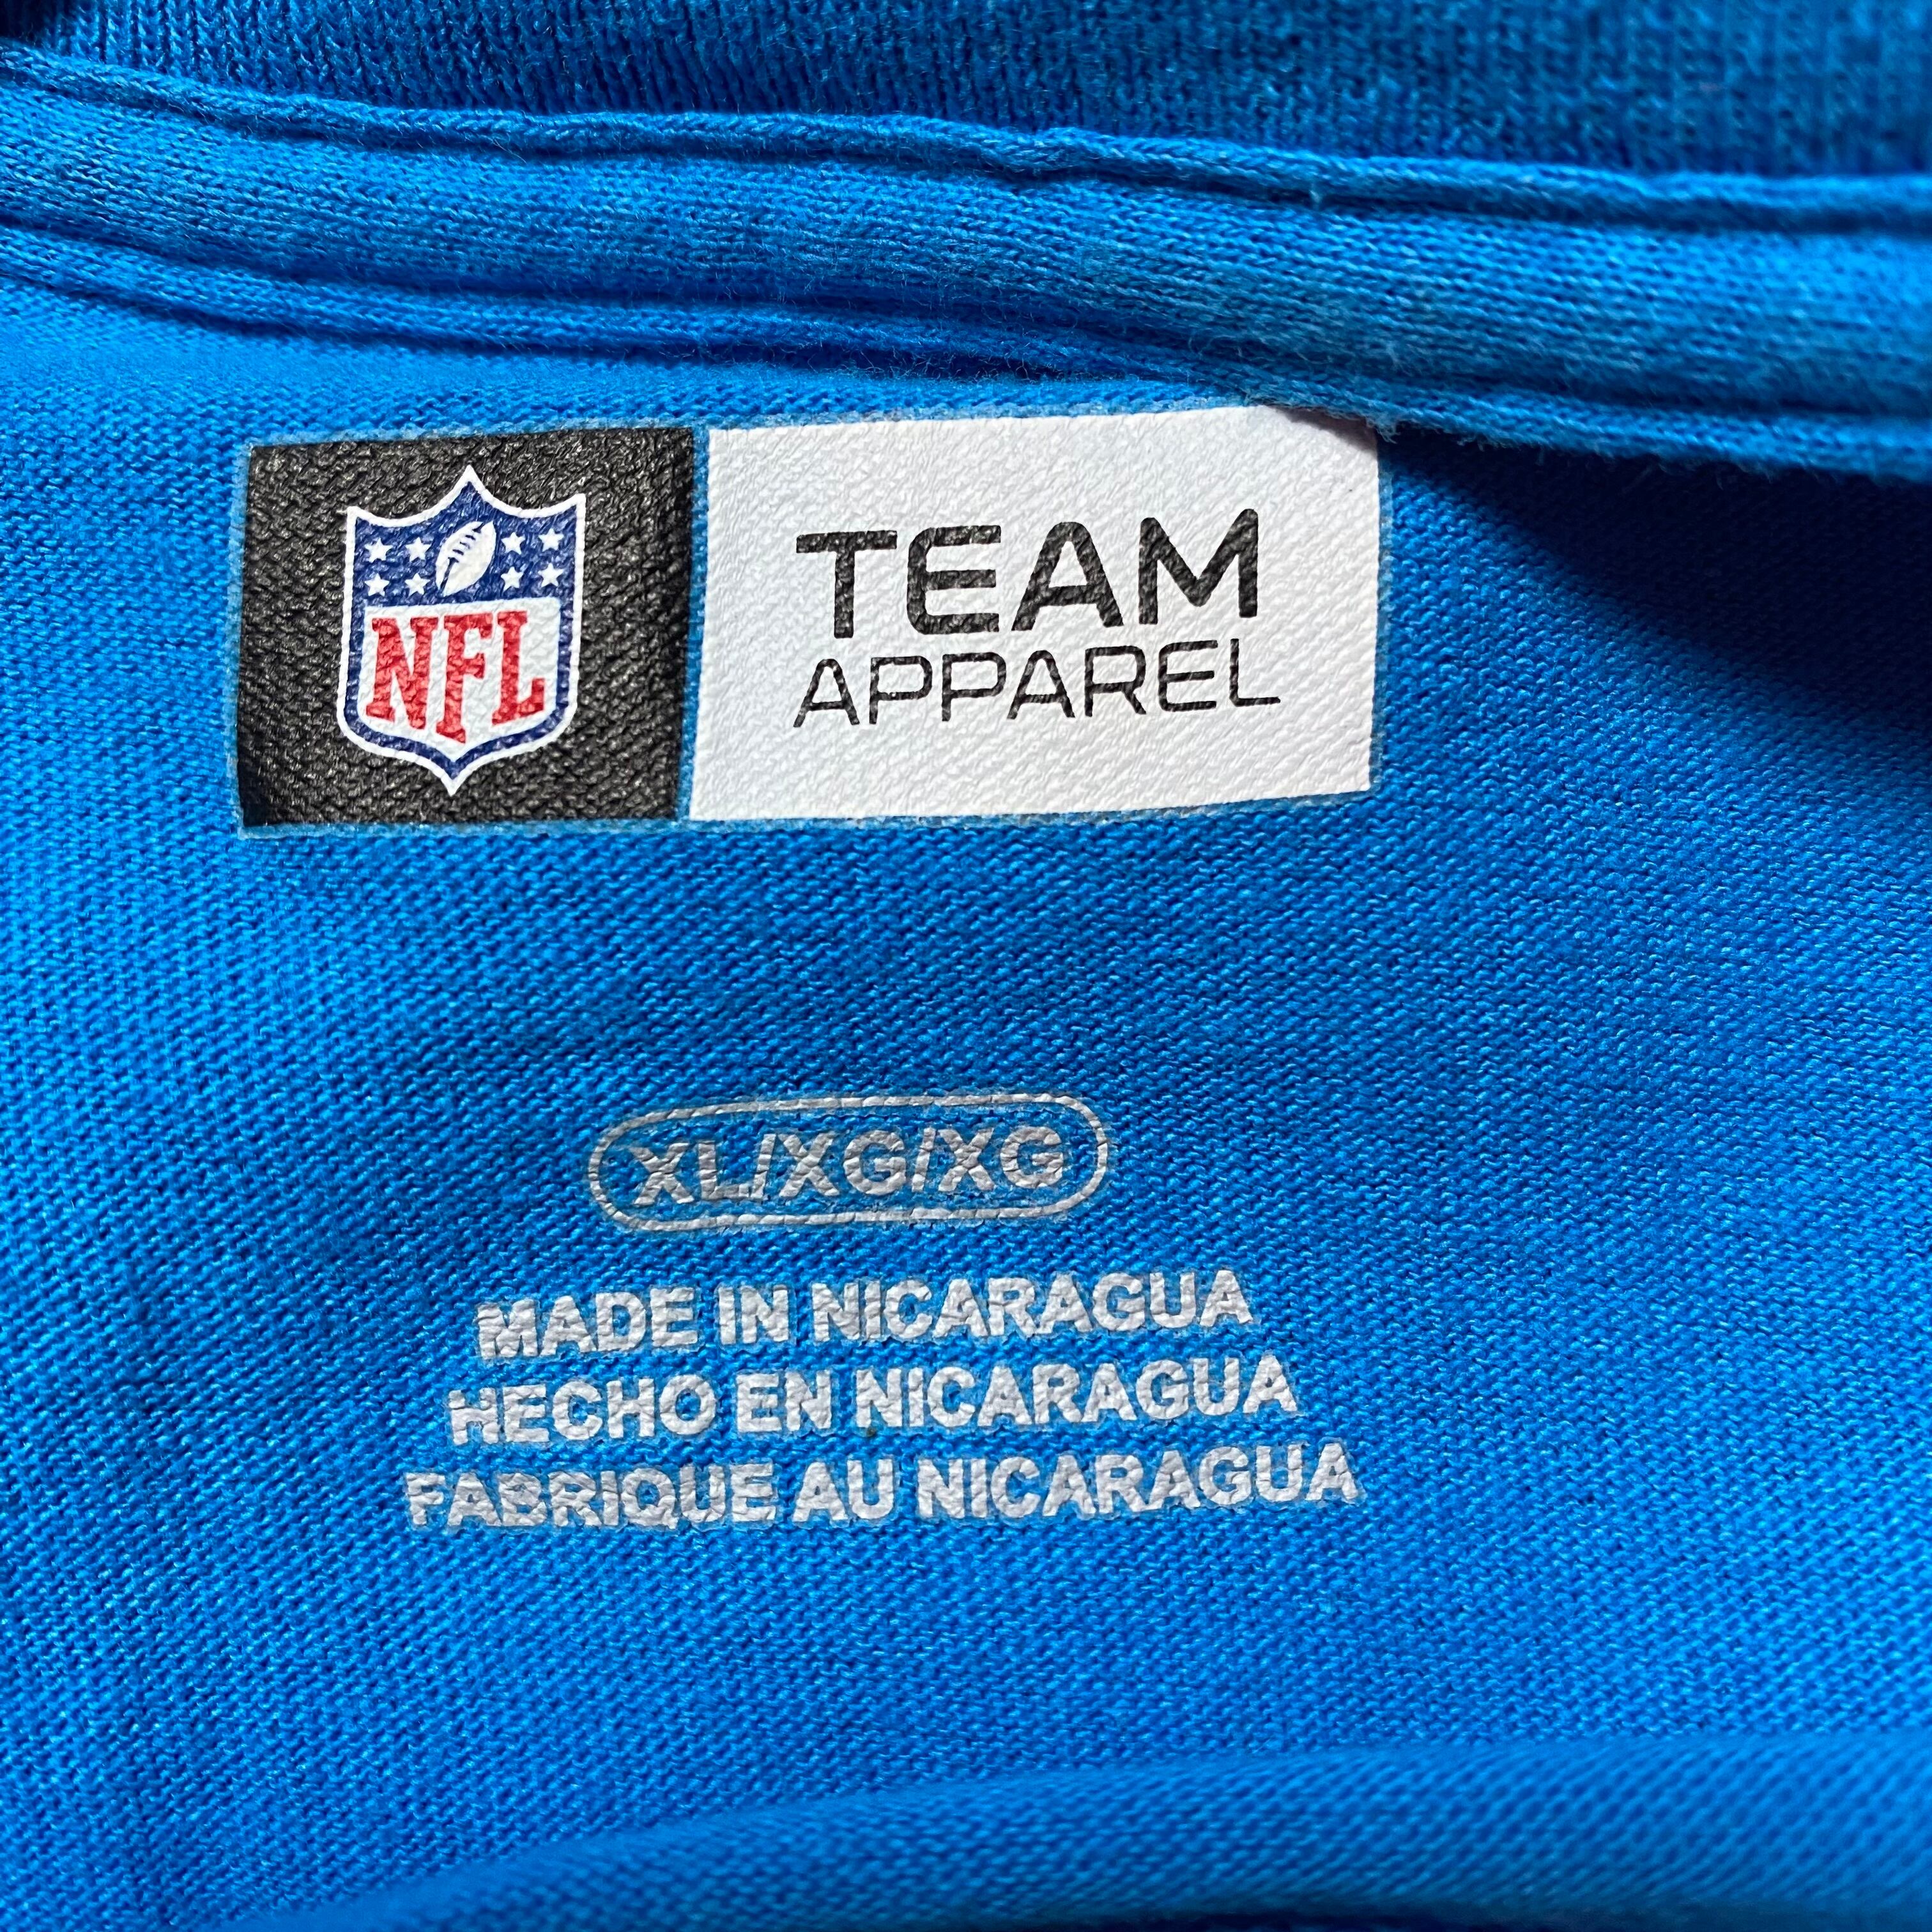 NFL
TEAM
APPAREL
XL/XG/XG
MADE IN NICARAGUA
HECHO EN NICARAGUA
FABRIQUE AU NICARAGUA